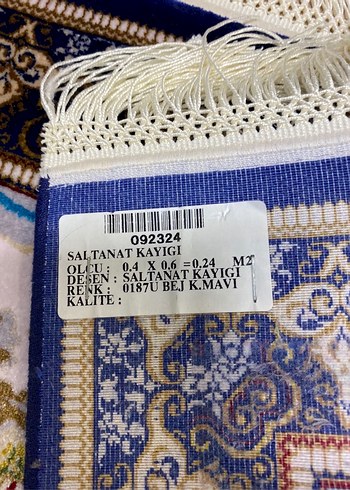 092324
SALTANAT KAYIGI
OLCU : 0.4 X 0.6 =0.24 M2
DESEN : SALTANAT KAYIGI
RENK : 0187U BEJ K.MAVI
KALITE :